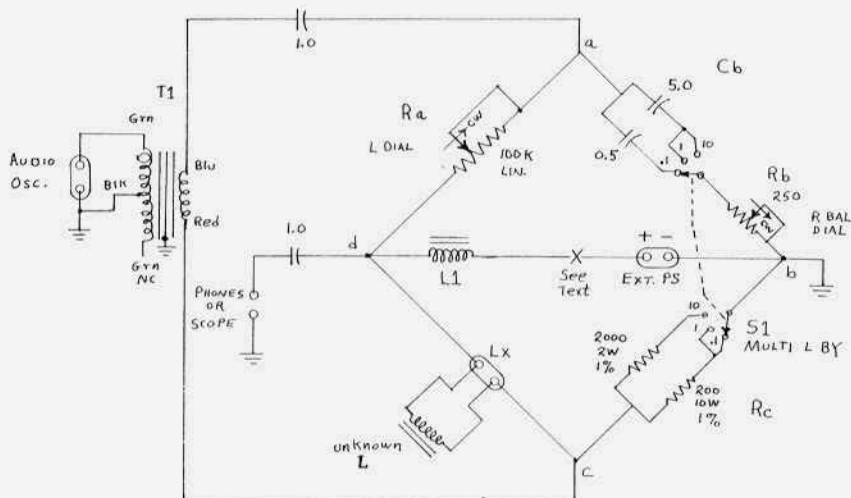 1.0
a
Cb
T1
5.0
Grn
Ra
CW
10
1
L DIAL
0.5
.1
AUDIO
OSC.
Blk
Blu
100K
LIN.
Rb
250
CW
R BAL
DIAL
Red
1.0
d
+ -
b
Grn
NC
L1
See
Text
EXT. PS
PHONES
OR
SCOPE
10
1
.1
S1
MULTI L BY
2000
2W
1%
Lx
200
10W
1%
Rc
unknown
L
C